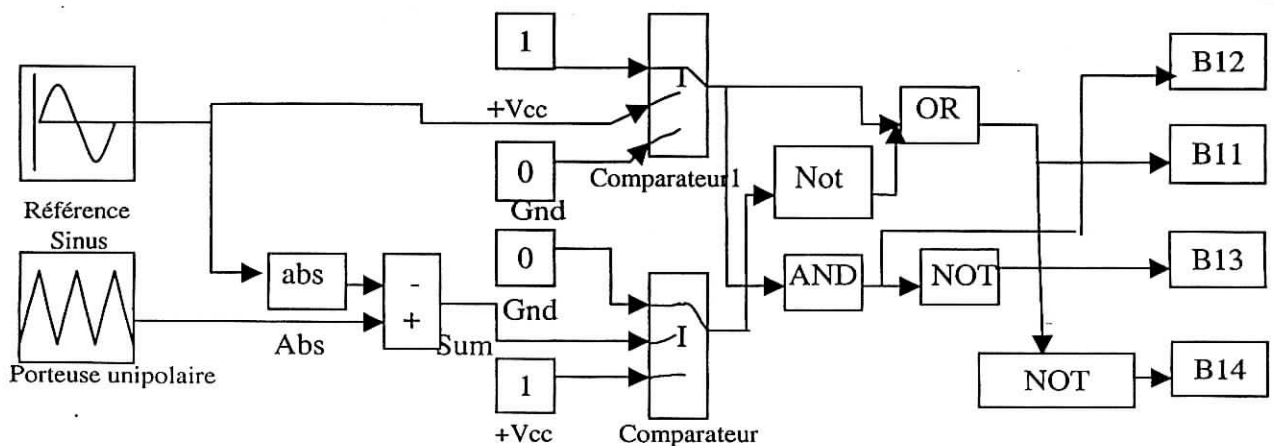 1
+Vcc
0
Gnd
Comparateur1
I
OR
Not
B12
B11
Référence
Sinus
abs
Abs
-
+
Sum
Porteuse unipolaire
0
Gnd
1
+Vcc
I
Comparateur
AND
NOT
B13
NOT
B14